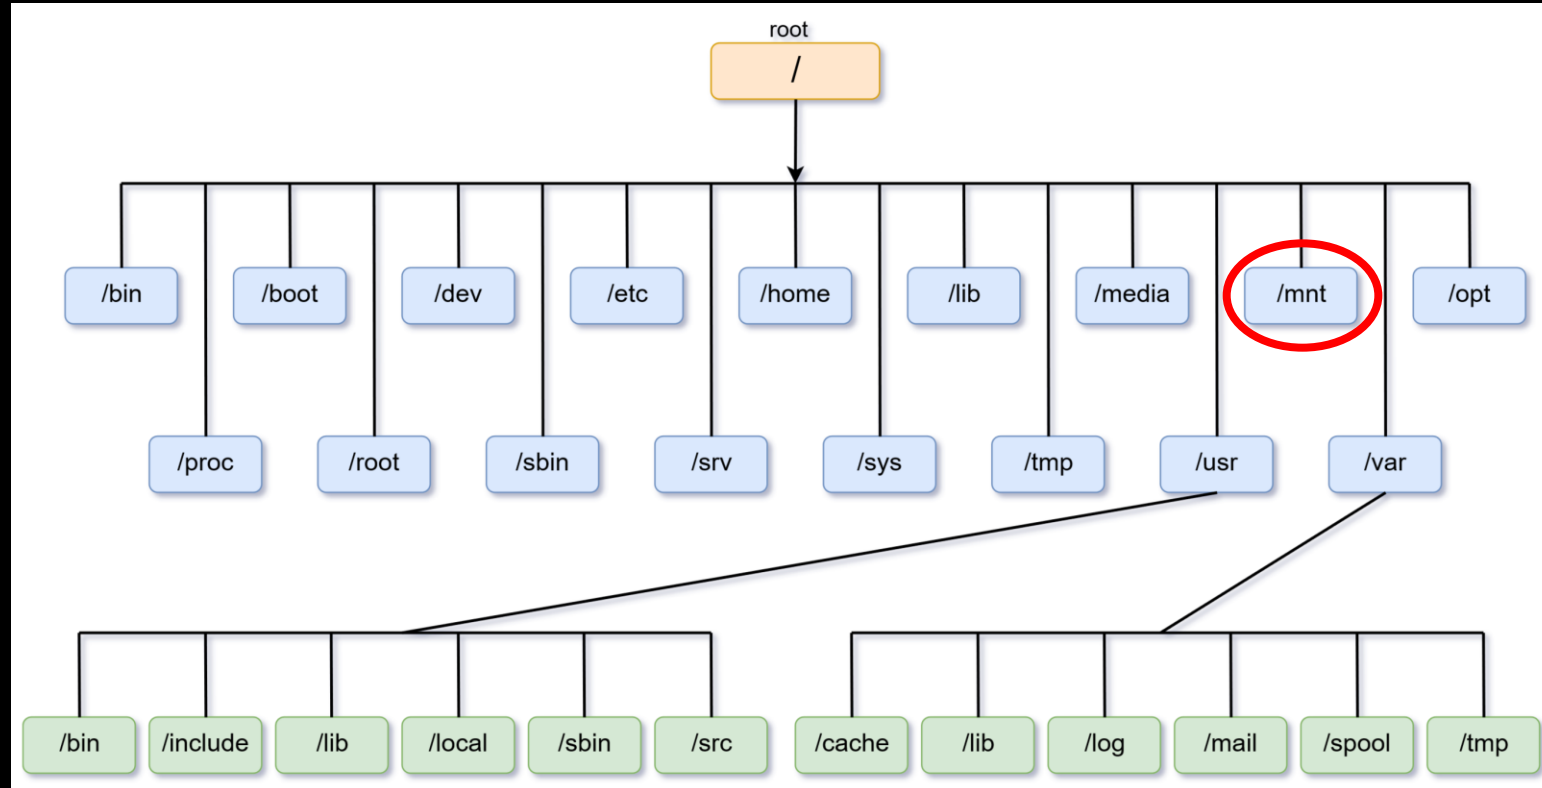 root
/
/bin
/boot
/dev
/etc
/home
/lib
/media
/mnt
/opt
/proc
/root
/sbin
/srv
/sys
/tmp
/usr
/var
/bin
/include
/lib
/local
/sbin
/src
/cache
/lib
/log
/mail
/spool
/tmp